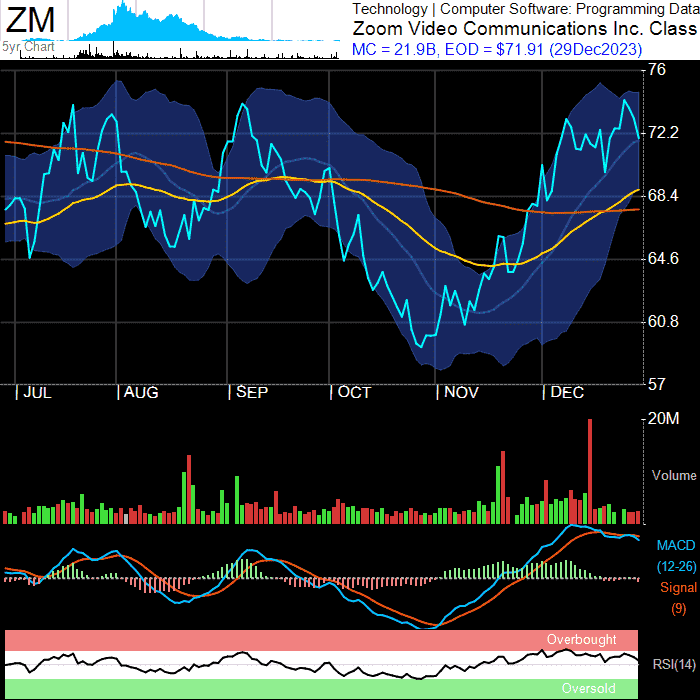 ZM
5yr Chart
Technology | Computer Software: Programming Data
Zoom Video Communications Inc. Class
MC = 21.9B, EOD = $71.91 (29Dec2023)
76
72.2
68.4
64.6
60.8
57
| JUL | AUG | SEP | OCT | NOV | DEC
20M
Volume
MACD
(12-26)
Signal
(9)
Overbought
RSI(14)
Oversold